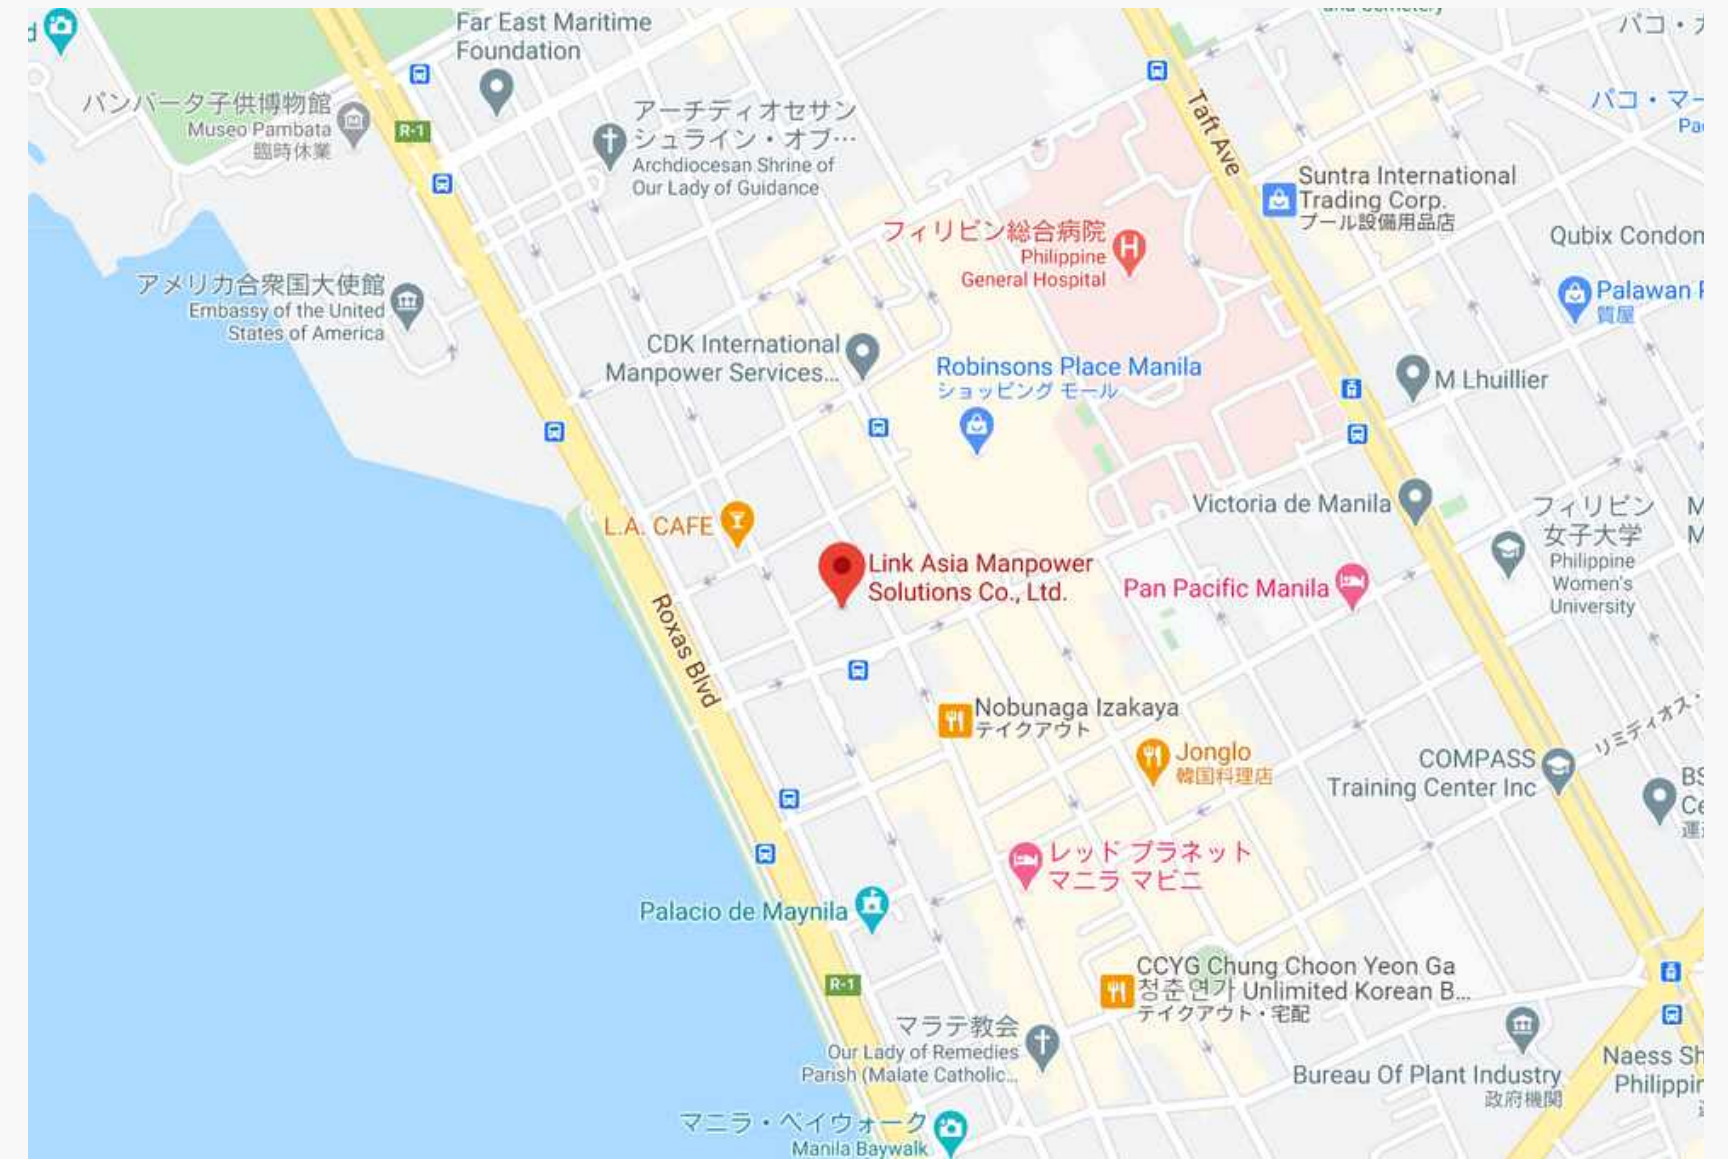 Far East Maritime
Foundation
パンパータ子供博物館
Museo Pambata
臨時休業
R-1
アーチディオセサン
シュライン・オブ…
Archdiocesan Shrine of
Our Lady of Guidance
Taft Ave
パコ・マー
Suntra International
Trading Corp.
プール設備用品店
Qubix Condom
フィリピン総合病院
Philippine
General Hospital
アメリカ合衆国大使館
Embassy of the United
States of America
Palawan
質屋
CDK International
Manpower Services...
Robinsons Place Manila
ショッピング モール
M Lhuillier
L.A. CAFE
Victoria de Manila
フィリピン
女子大学
Philippine
Women's
University
Link Asia Manpower
Solutions Co., Ltd.
Pan Pacific Manila
Roxas Blvd
Nobunaga Izakaya
テイクアウト
Jonglo
韓国料理店
リミディオス・
COMPASS
Training Center Inc
レッド プラネット
マニラ マビニ
Palacio de Maynila
R-1
CCYG Chung Choon Yeon Ga
청춘연가 Unlimited Korean B...
テイクアウト・宅配
マラテ教会
Our Lady of Remedies
Parish (Malate Catholic...
Bureau Of Plant Industry
政府機関
Naess Sh
Philippin
マニラ・ベイウォーク
Manila Baywalk